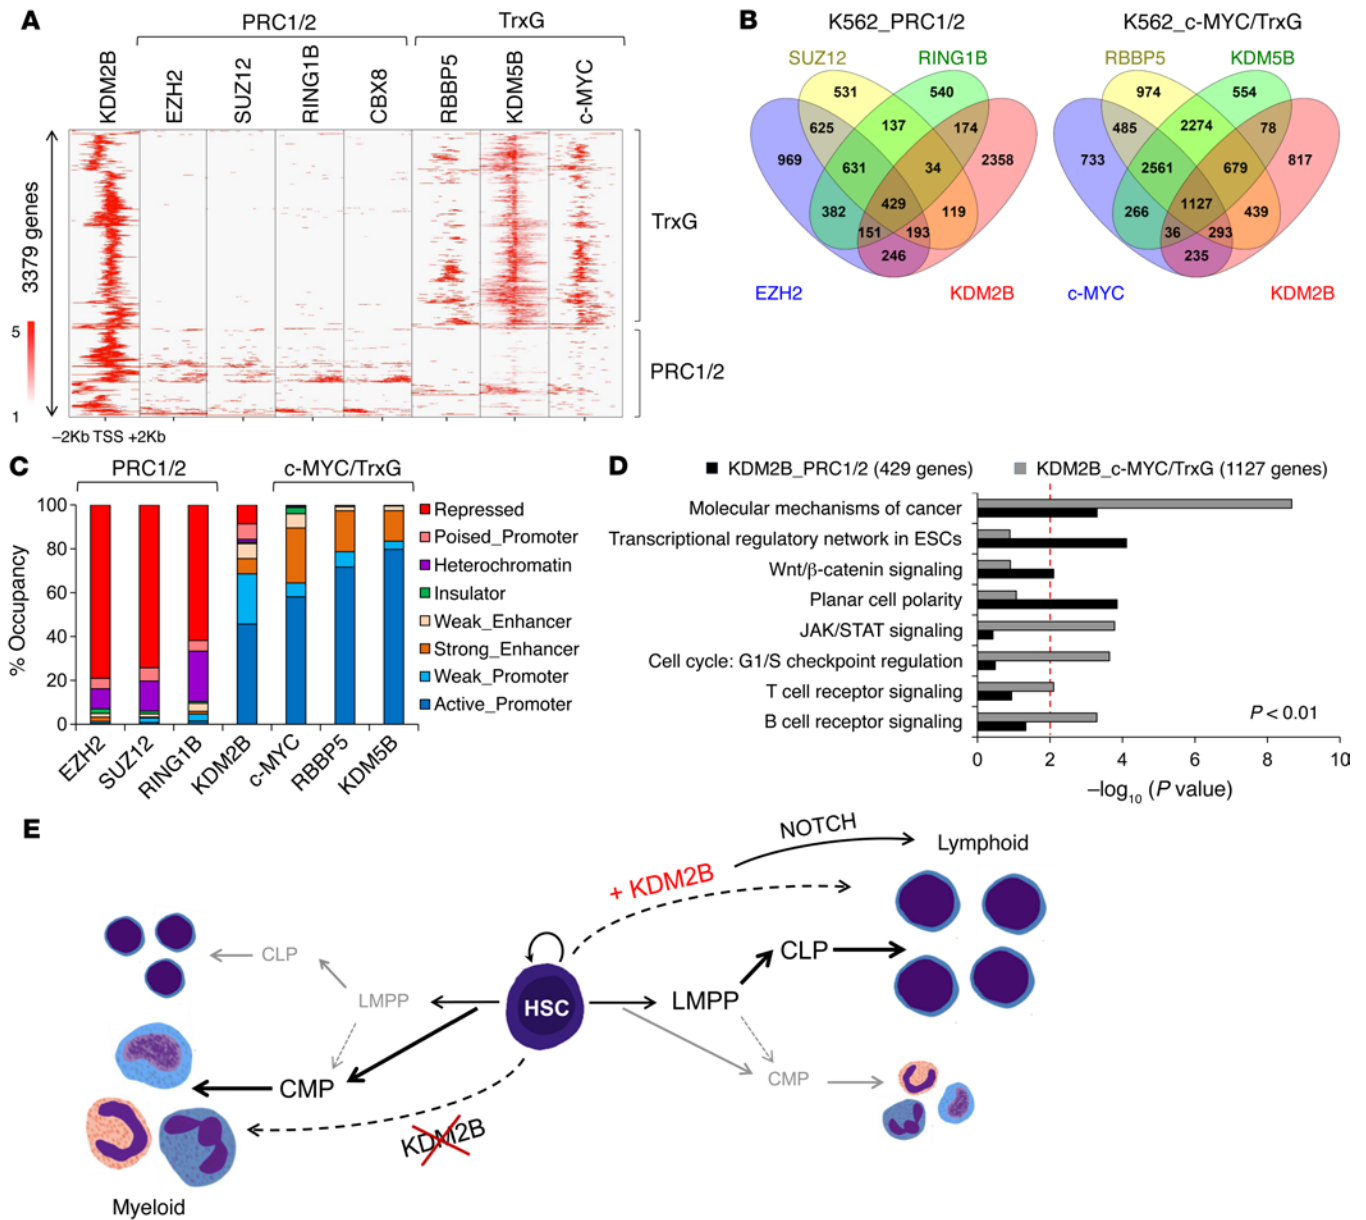 A
PRC1/2
TrxG
KDM2B
EZH2
SUZ12
RING1B
CBX8
RBBP5
KDM5B
c-MYC
3379 genes
5
1
TrxG
PRC1/2
–2Kb TSS +2Kb
B
K562_PRC1/2
K562_c-MYC/TrxG
SUZ12
RING1B
RBBP5
KDM5B
531
540
974
554
625
137
174
485
2274
78
969
631
34
2358
733
2561
679
817
382
429
119
266
1127
439
151
193
36
293
246
235
EZH2
KDM2B
c-MYC
KDM2B
C
PRC1/2
c-MYC/TrxG
% Occupancy
100
80
60
40
20
0
EZH2
SUZ12
RING1B
KDM2B
c-MYC
RBBP5
KDM5B
Repressed
Poised_Promoter
Heterochromatin
Insulator
Weak_Enhancer
Strong_Enhancer
Weak_Promoter
Active_Promoter
D
KDM2B_PRC1/2 (429 genes)
KDM2B_c-MYC/TrxG (1127 genes)
Molecular mechanisms of cancer
Transcriptional regulatory network in ESCs
Wnt/β-catenin signaling
Planar cell polarity
JAK/STAT signaling
Cell cycle: G1/S checkpoint regulation
T cell receptor signaling
B cell receptor signaling
P < 0.01
0 2 4 6 8 10
–log10 (P value)
E
NOTCH
Lymphoid
+ KDM2B
CLP
CLP
LMPP
HSC
LMPP
CMP
CMP
KDM2B
Myeloid